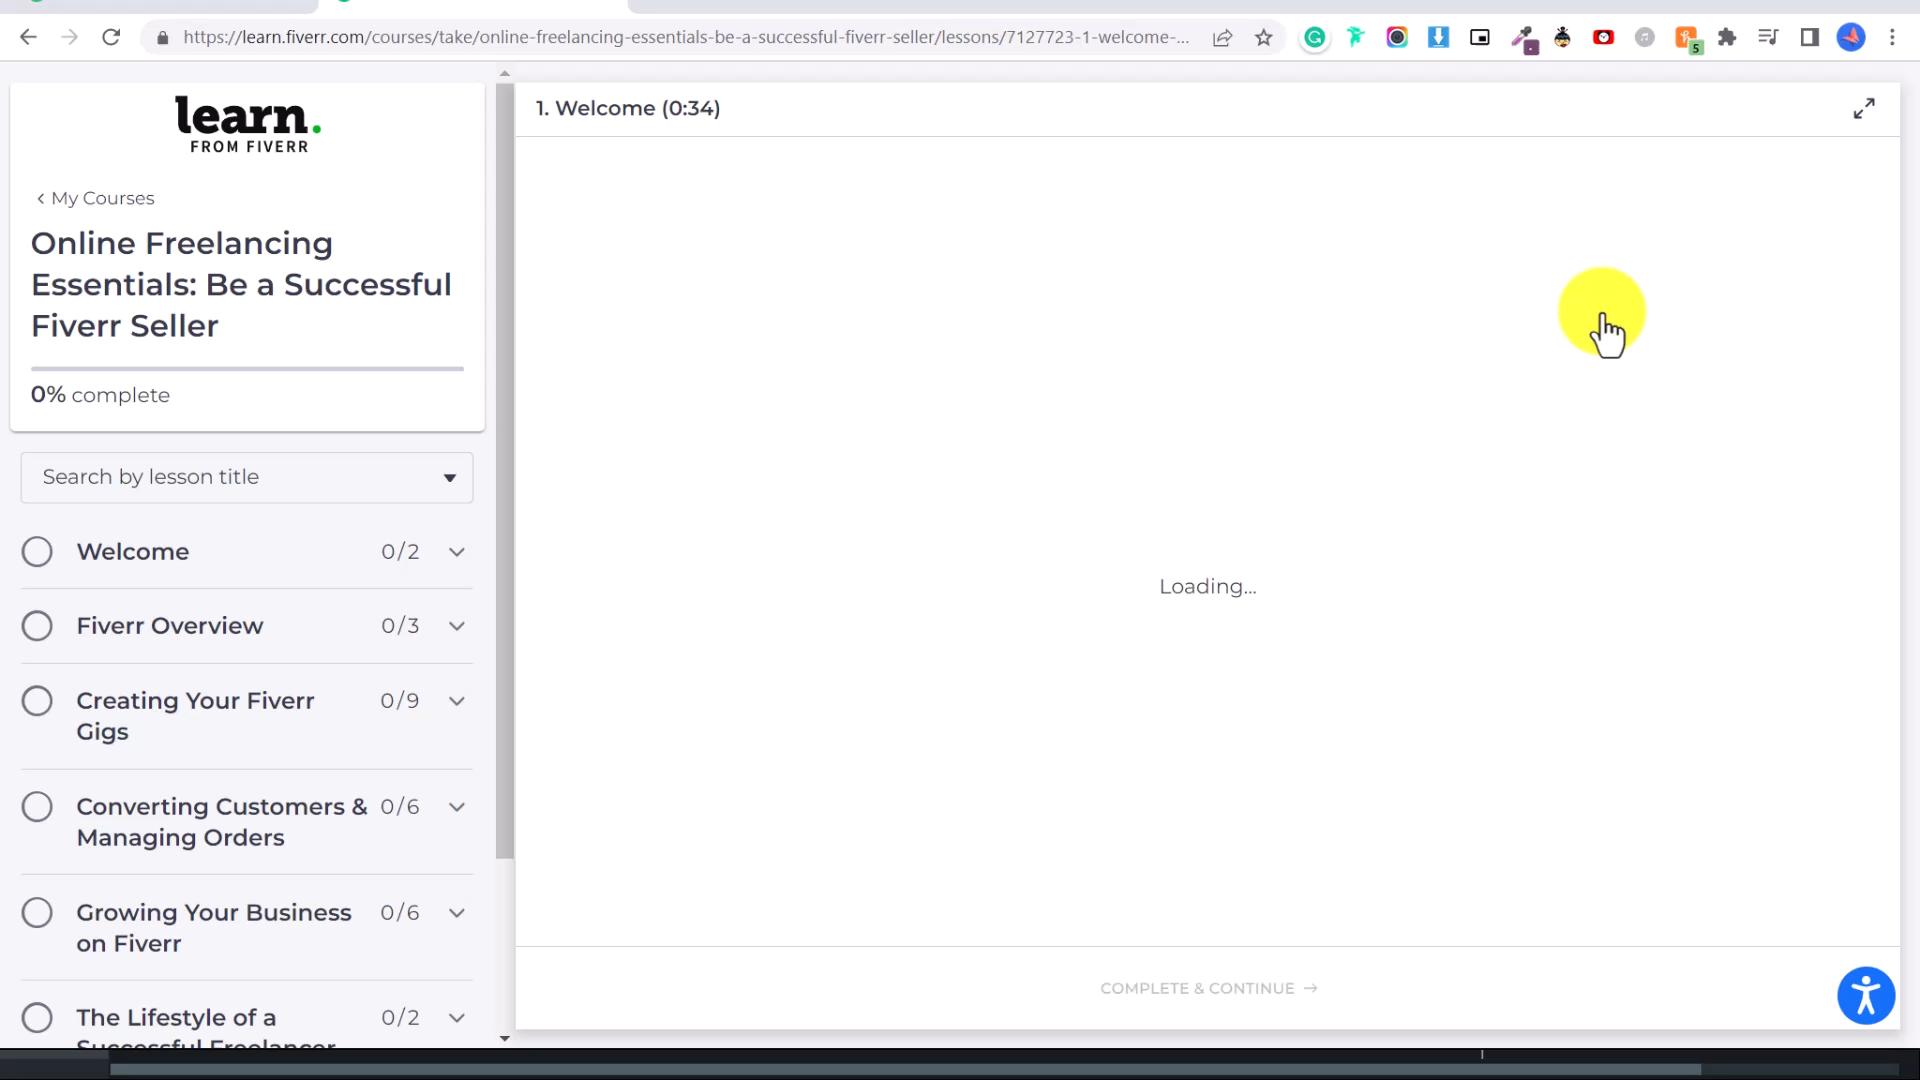 https://learn.fiverr.com/courses/take/online-freelancing-essentials-be-a-successful-fiverr-seller/lessons/7127723-1-welcome-...
5
learn.
FROM FIVERR
My Courses
Online Freelancing
Essentials: Be a Successful
Fiverr Seller
0% complete
Search by lesson title
Welcome 0/2
Fiverr Overview 0/3
Creating Your Fiverr 0/9
Gigs
Converting Customers & 0/6
Managing Orders
Growing Your Business 0/6
on Fiverr
The Lifestyle of a 0/2
Successful Freelancer
1. Welcome (0:34)
Loading...
COMPLETE & CONTINUE →